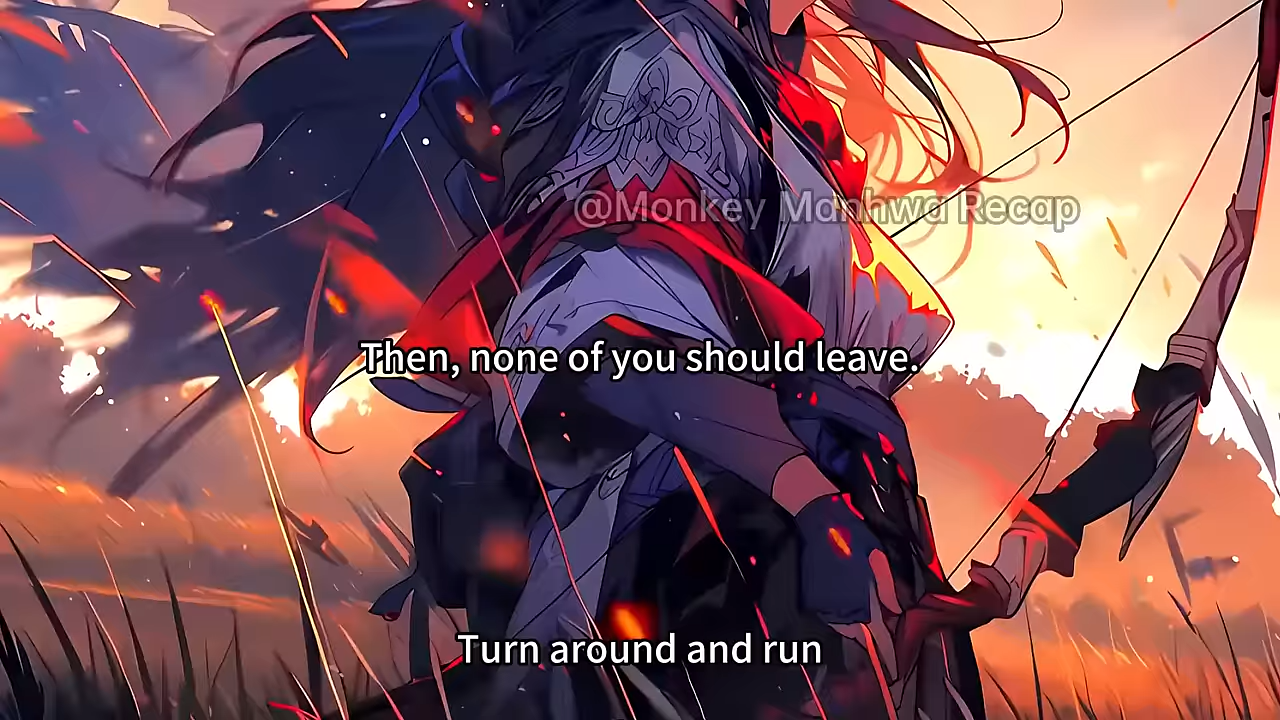 @Monkey Manhwa Recap
Then, none of you should leave.
Turn around and run